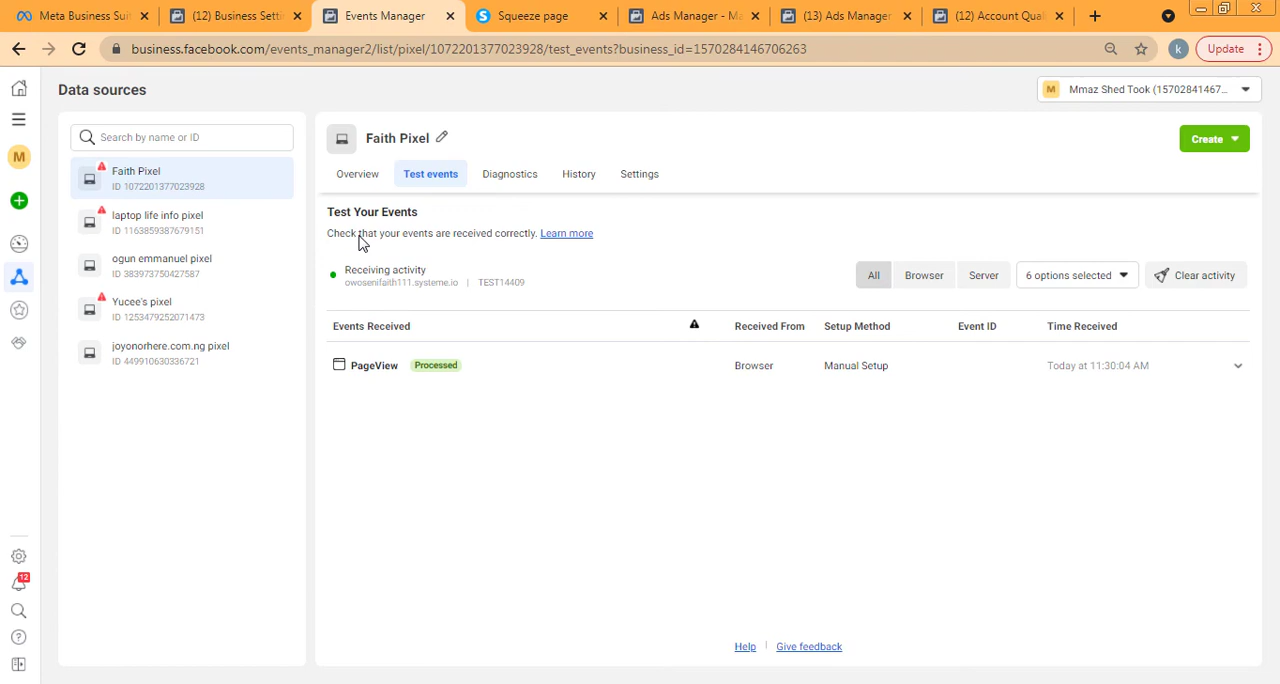 Meta Business Sui
(12) Business Setti
Events Manager
Squeeze page
Ads Manager - Ma
(13) Ads Manager
(12) Account Qual
business.facebook.com/events_manager2/list/pixel/1072201377023928/test_events?business_id=1570284146706263
k
Update
Data sources
M
Mmaz Shed Took (15702841467...
M
Search by name or ID
Faith Pixel
ID 1072201377023928
laptop life info pixel
ID 1163859387679151
ogun emmanuel pixel
ID 383973750427587
Yucee's pixel
ID 1253479252071473
joyonorhere.com.ng pixel
ID 449910630336721
12
Faith Pixel
Create
Overview
Test events
Diagnostics
History
Settings
Test Your Events
Check that your events are received correctly. Learn more
Receiving activity
owosenifaith111.systeme.io | TEST14409
All
Browser
Server
6 options selected
Clear activity
Events Received
Received From
Setup Method
Event ID
Time Received
PageView
Processed
Browser
Manual Setup
Today at 11:30:04 AM
Help
Give feedback